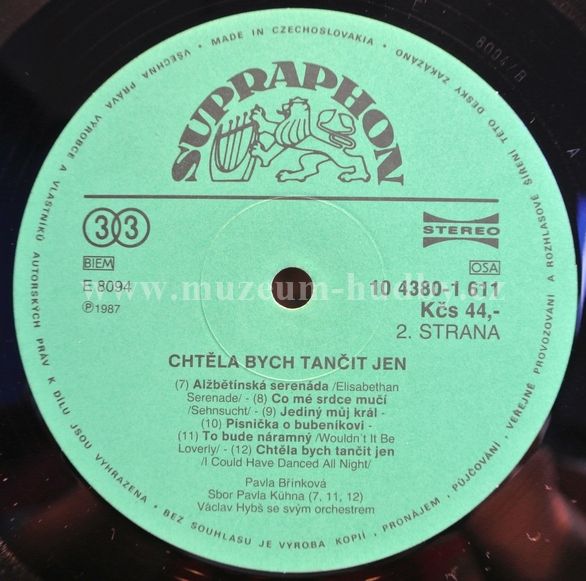 • MADE IN CZECHOSLOVAKIA • VŠECHNA PRÁVA VÝROBCE A VLASTNIKŮ AUTORSKÝCH PRÁV K DÍLU JSOU VYHRAZENA • BEZ SOUHLASU JE VÝROBA KOPIÍ, PRONÁJEM, PŮJČOVÁNÍ, VEŘEJNÉ PROVOZOVÁNÍ A ROZHLASOVÉ ŠÍŘENÍ TÉTO DESKY ZAKÁZÁNO
8094/B
A
SUPRAPHON
33
STEREO
BIEM
OSA
E 8094
10 4380-1 611
Ⓟ1987
Kčs 44,-
2. STRANA
www.muzeum-hudby.cz
CHTĚLA BYCH TANČIT JEN
(7) Alžbětínská serenáda /Elisabethan
Serenade/ - (8) Co mé srdce mučí
/Sehnsucht/ - (9) Jediný můj král -
(10) Písnička o bubeníkovi -
(11) To bude náramný /Wouldn´t It Be
Loverly/ - (12) Chtěla bych tančit jen
/I Could Have Danced All Night/
Pavla Břínková
Sbor Pavla Kühna (7, 11, 12)
Václav Hybš se svým orchestrem